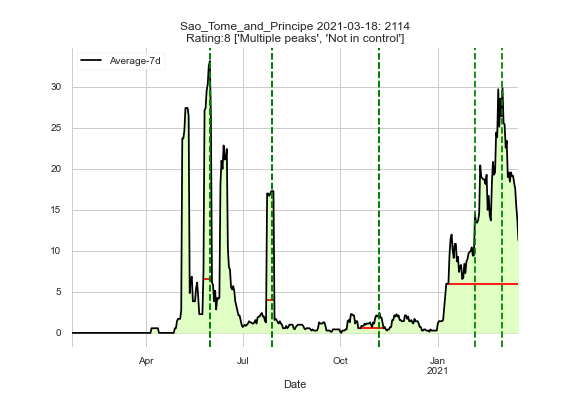 Sao_Tome_and_Principe 2021-03-18: 2114
Rating:8 ['Multiple peaks', 'Not in control']
Average-7d
30
25
20
15
10
5
0
Apr
Jul
Oct
Jan
2021
Date